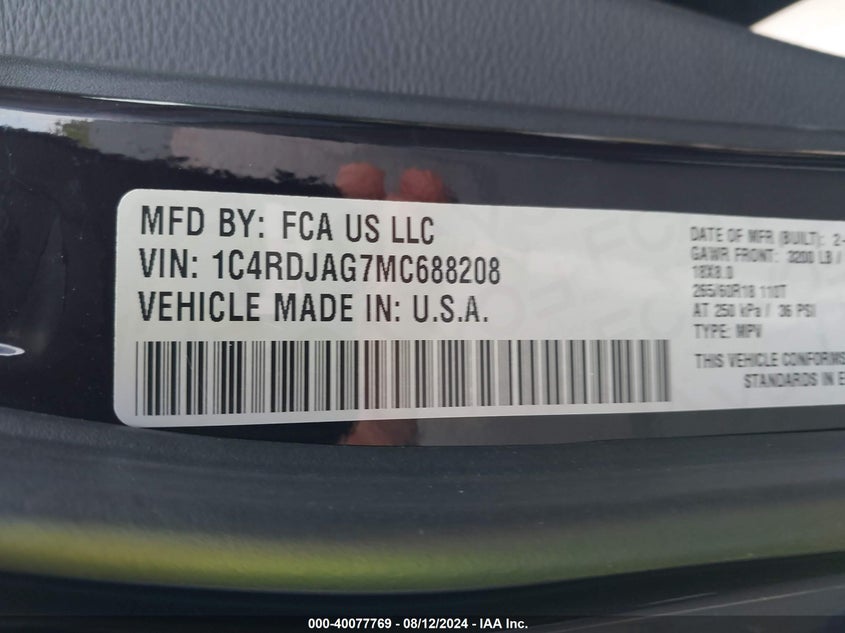 MFD BY: FCA US LLC
VIN: 1C4RDJAG7MC688208
VEHICLE MADE IN: U.S.A.
DATE OF MFR (BUILT): 2-
GAWR FRONT: 3200 LB /
18X8.0
265/60R18 110T
AT 250 kPa / 36 PSI
TYPE: MPV
THIS VEHICLE CONFORMS
STANDARDS IN E
000-40077769 - 08/12/2024 - IAA Inc.